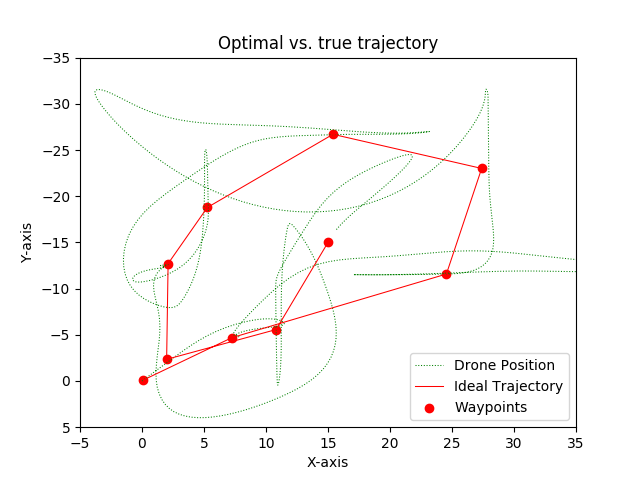 Optimal vs. true trajectory
Y-axis
−35
−30
−25
−20
−15
−10
−5
0
5
Drone Position
Ideal Trajectory
Waypoints
−5 0 5 10 15 20 25 30 35
X-axis